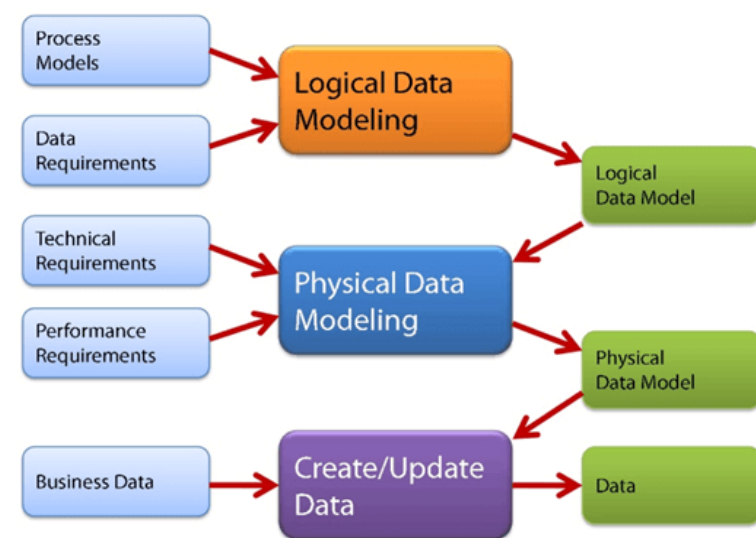 Process
Models
Logical Data
Modeling
Data
Requirements
Logical
Data Model
Technical
Requirements
Physical Data
Modeling
Performance
Requirements
Physical
Data Model
Business Data
Create/Update
Data
Data